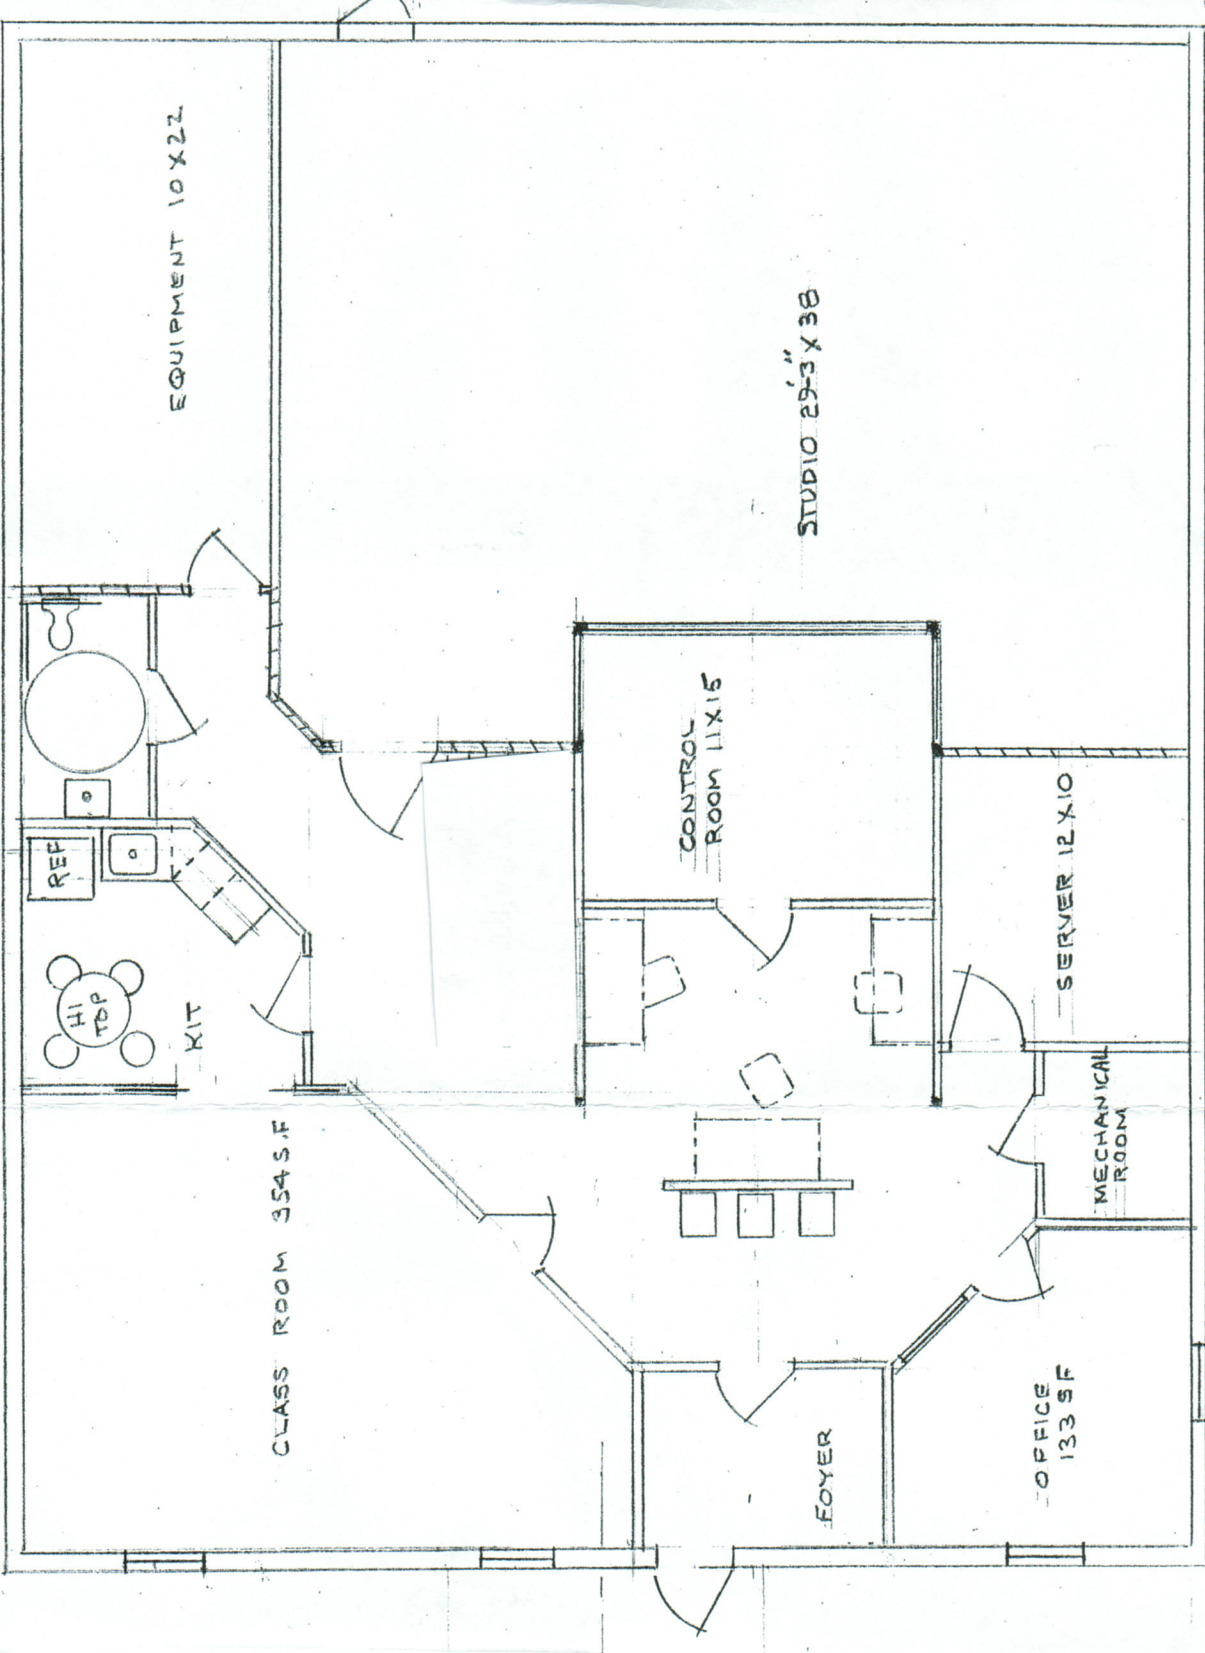 EQUIPMENT 10 X 22
STUDIO 29'-3" X 38
CONTROL
ROOM 11 X 15
SERVER 12 X 10
REF
HI
TOP
KIT
MECHANICAL
ROOM
CLASS ROOM 354 S.F
OFFICE
133 SF
FOYER